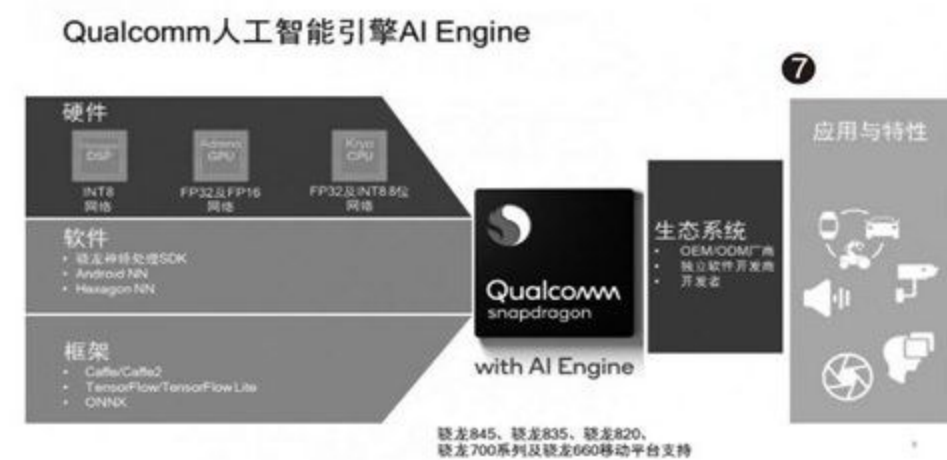 Qualcomm人工智能引擎AI Engine
7
硬件
DSP
Adreno
GPU
Kryo
CPU
INT8
网络
FP32及FP16
网络
FP32及INT8 8位
网络
软件
• 骁龙神经处理SDK
• Android NN
• Hexagon NN
框架
• Caffe/Caffe2
• TensorFlow/TensorFlow Lite
• ONNX
Qualcomm
snapdragon
with AI Engine
生态系统
• OEM/ODM厂商
• 独立软件开发商
• 开发者
应用与特性
骁龙845、骁龙835、骁龙820、
骁龙700系列及骁龙660移动平台支持